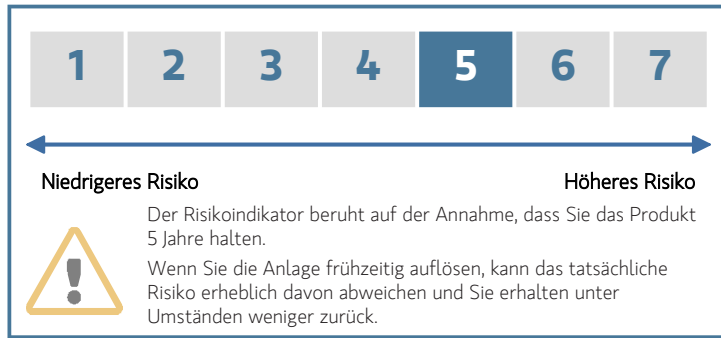 1 2 3 4 5 6 7
Niedrigeres Risiko Höheres Risiko
Der Risikoindikator beruht auf der Annahme, dass Sie das Produkt
5 Jahre halten.
Wenn Sie die Anlage frühzeitig auflösen, kann das tatsächliche
Risiko erheblich davon abweichen und Sie erhalten unter
Umständen weniger zurück.